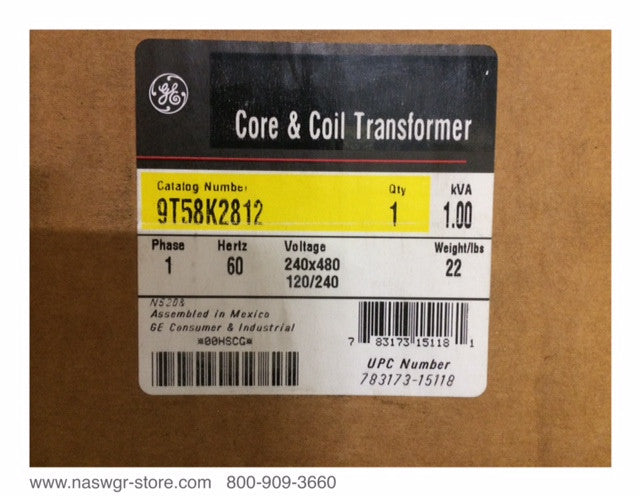 GE
Core & Coil Transformer
Catalog Number Qty kVA
9T58K2812 1 1.00
Phase Hertz Voltage Weight/lbs
1 60 240x480 22
120/240
N5208
Assembled in Mexico
GE Consumer & Industrial
*00HSCG*
7 83173 15118 1
UPC Number
783173-15118
www.naswgr-store.com 800-909-3660